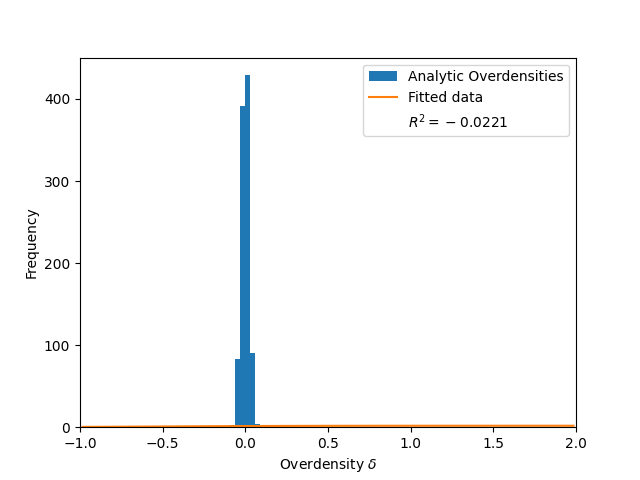 Analytic Overdensities
Fitted data
R² = − 0.0221
400
300
200
100
0
Frequency
−1.0 −0.5 0.0 0.5 1.0 1.5 2.0
Overdensity δ